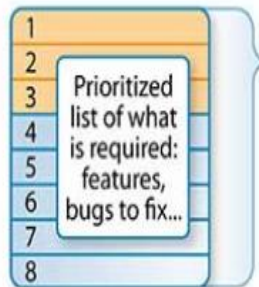 1
2
3
4
5
6
7
8
Prioritized
list of what
is required:
features,
bugs to fix...